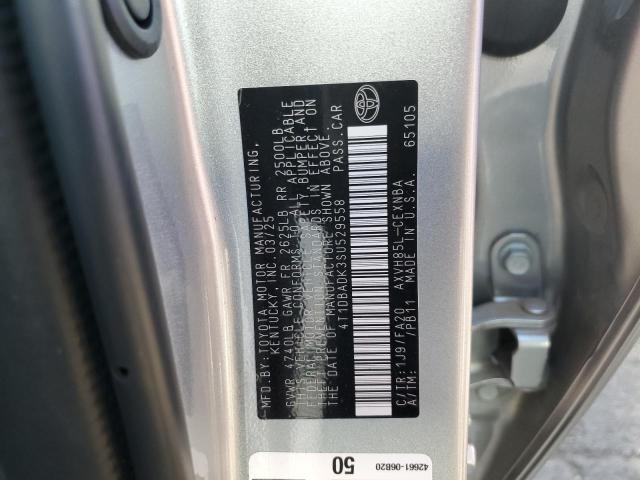 MFD.BY:TOYOTA MOTOR MANUFACTURING,
KENTUCKY, INC 03/25
GVWR 4740LB GAWR FR 2625LB RR 2500LB
THIS VEHICLE CONFORMS TO ALL APPLICABLE
FEDERAL MOTOR VEHICLE SAFETY, BUMPER AND
THEFT PREVENTION STANDARDS IN EFFECT ON
THE DATE OF MANUFACTURE SHOWN ABOVE.
4T1DBADK3SU529558 PASS.CAR
C/TR:1J9/FA20 AXVH85L-CEXNBA
A/TM: /PB11 MADE IN U.S.A. 65105
50
42661-06B20